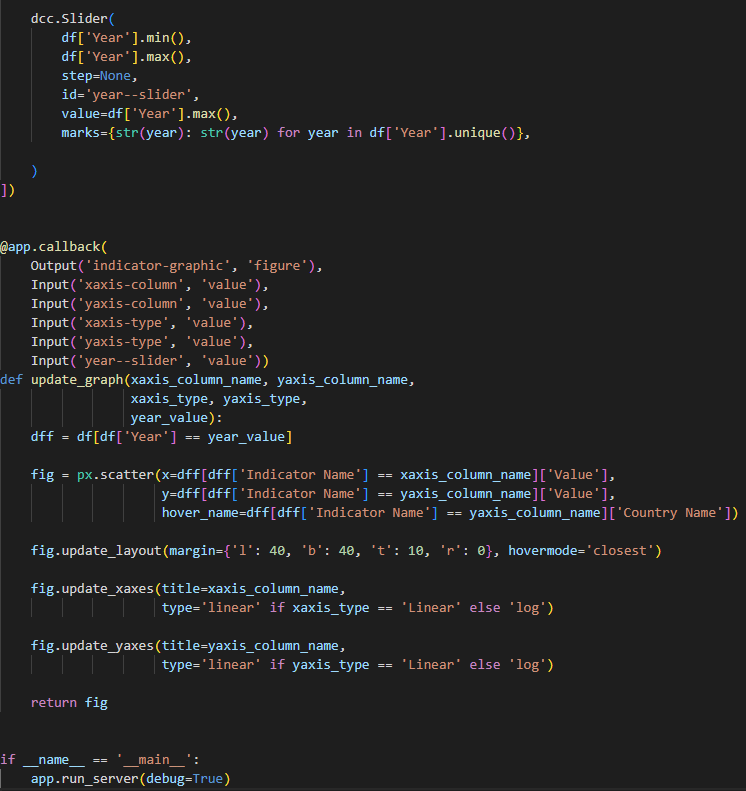 dcc.Slider(
df['Year'].min(),
df['Year'].max(),
step=None,
id='year--slider',
value=df['Year'].max(),
marks={str(year): str(year) for year in df['Year'].unique()},
)
])
@app.callback(
Output('indicator-graphic', 'figure'),
Input('xaxis-column', 'value'),
Input('yaxis-column', 'value'),
Input('xaxis-type', 'value'),
Input('yaxis-type', 'value'),
Input('year--slider', 'value'))
def update_graph(xaxis_column_name, yaxis_column_name,
xaxis_type, yaxis_type,
year_value):
dff = df[df['Year'] == year_value]
fig = px.scatter(x=dff[dff['Indicator Name'] == xaxis_column_name]['Value'],
y=dff[dff['Indicator Name'] == yaxis_column_name]['Value'],
hover_name=dff[dff['Indicator Name'] == yaxis_column_name]['Country Name'])
fig.update_layout(margin={'l': 40, 'b': 40, 't': 10, 'r': 0}, hovermode='closest')
fig.update_xaxes(title=xaxis_column_name,
type='linear' if xaxis_type == 'Linear' else 'log')
fig.update_yaxes(title=yaxis_column_name,
type='linear' if yaxis_type == 'Linear' else 'log')
return fig
if __name__ == '__main__':
app.run_server(debug=True)